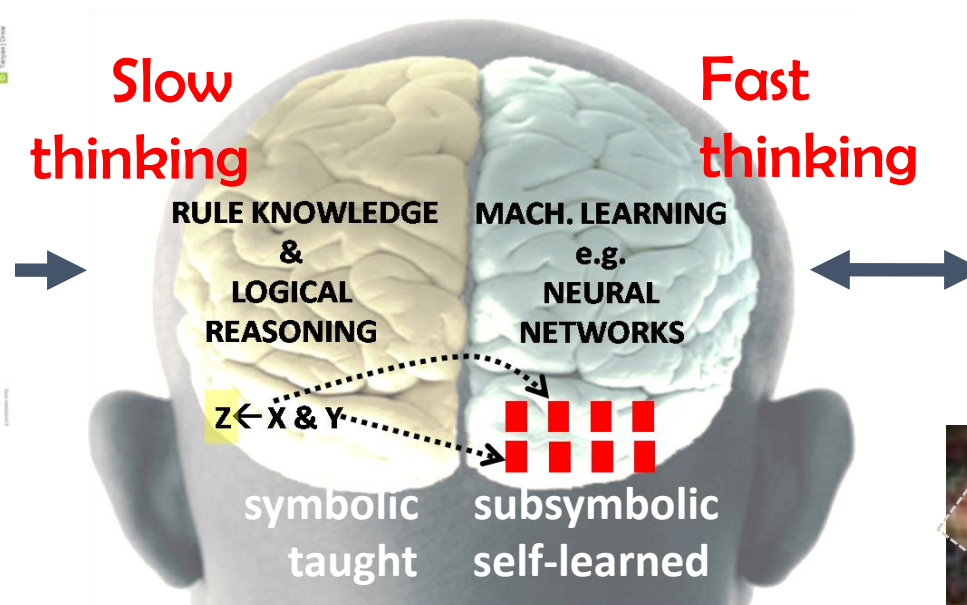 Slow
thinking
Fast
thinking
RULE KNOWLEDGE
&
LOGICAL
REASONING
MACH. LEARNING
e.g.
NEURAL
NETWORKS
Z←X & Y
symbolic
taught
subsymbolic
self-learned